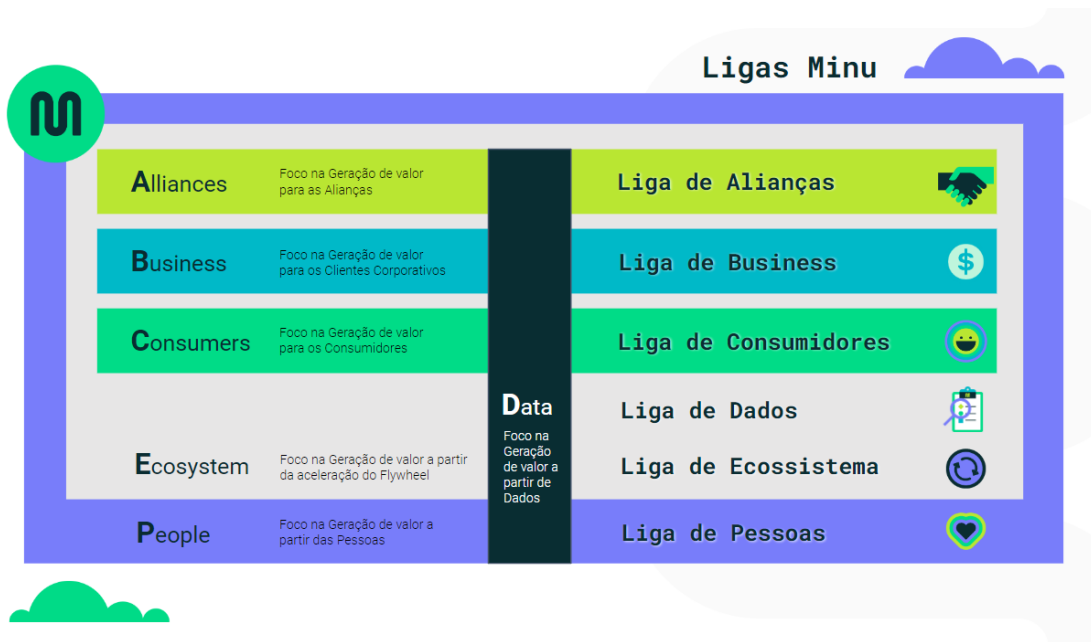 Ligas Minu
Alliances
Foco na Geração de valor
para as Alianças
Liga de Alianças
Business
Foco na Geração de valor
para os Clientes Corporativos
Liga de Business
Consumers
Foco na Geração de valor
para os Consumidores
Liga de Consumidores
Data
Foco na
Geração
de valor a
partir de
Dados
Liga de Dados
Ecosystem
Foco na Geração de valor a partir
da aceleração do Flywheel
Liga de Ecossistema
People
Foco na Geração de valor a
partir das Pessoas
Liga de Pessoas